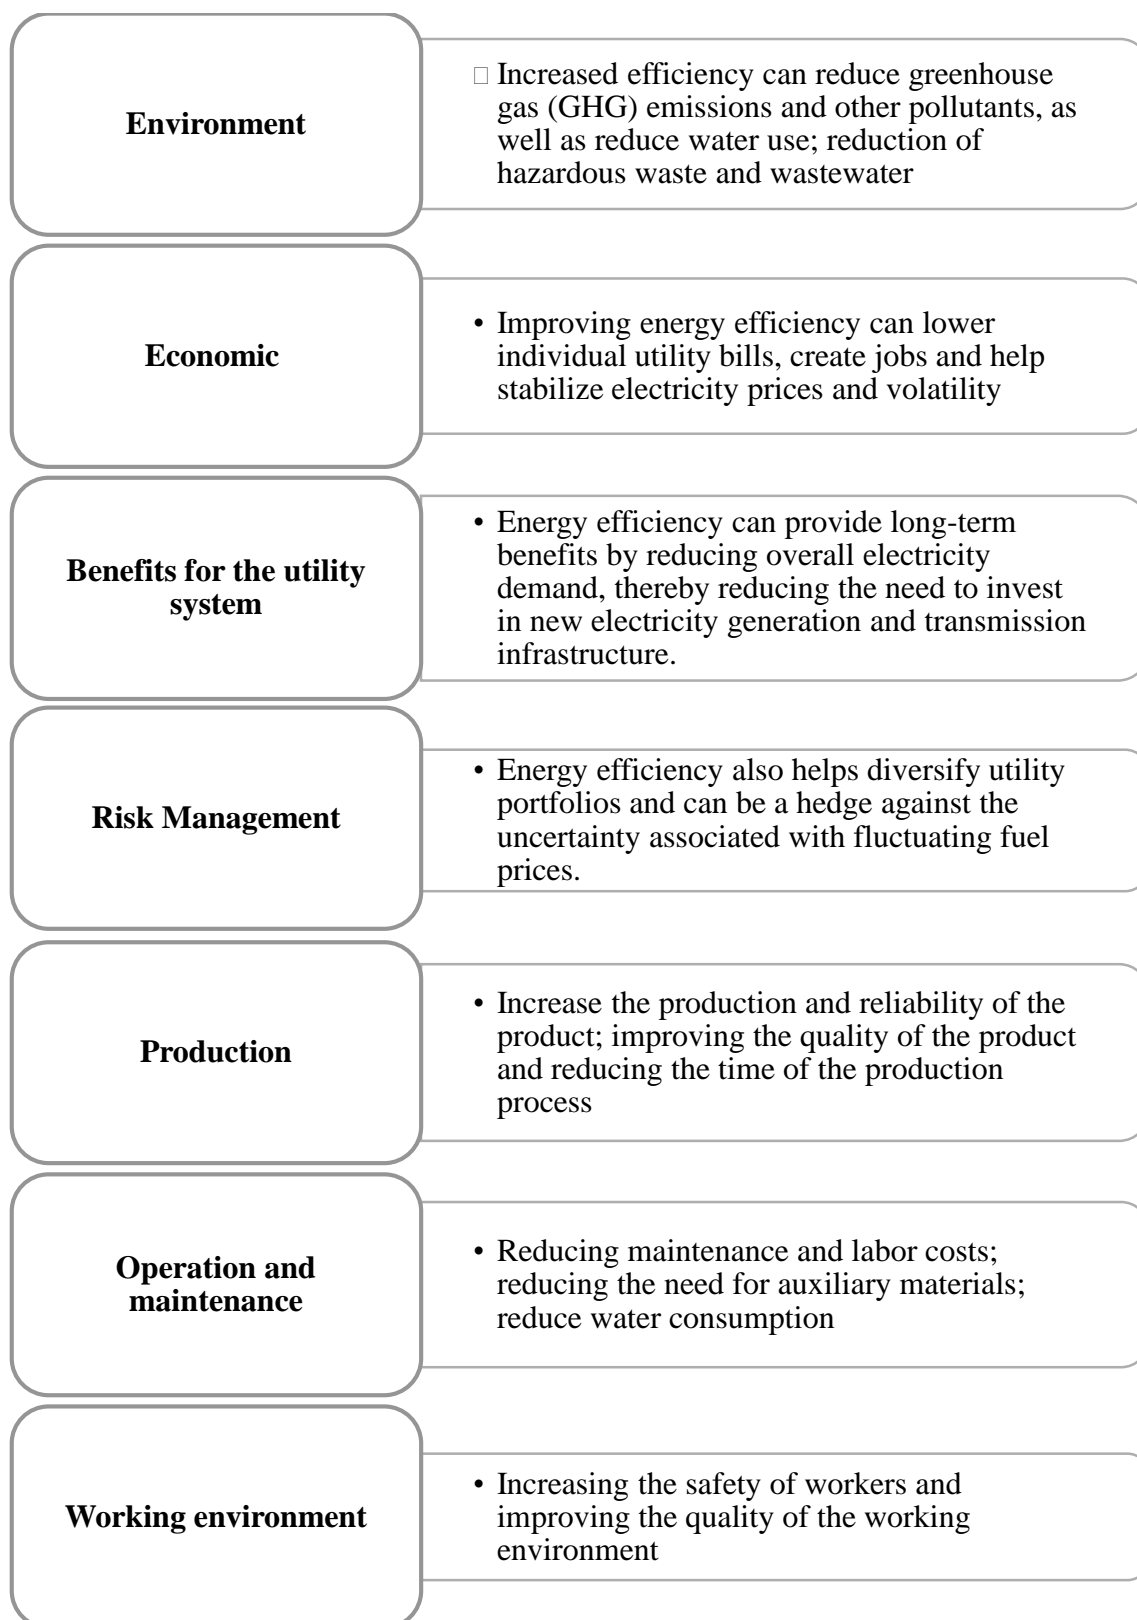 Environment
□ Increased efficiency can reduce greenhouse
gas (GHG) emissions and other pollutants, as
well as reduce water use; reduction of
hazardous waste and wastewater
Economic
• Improving energy efficiency can lower
individual utility bills, create jobs and help
stabilize electricity prices and volatility
Benefits for the utility
system
• Energy efficiency can provide long-term
benefits by reducing overall electricity
demand, thereby reducing the need to invest
in new electricity generation and transmission
infrastructure.
Risk Management
• Energy efficiency also helps diversify utility
portfolios and can be a hedge against the
uncertainty associated with fluctuating fuel
prices.
Production
• Increase the production and reliability of the
product; improving the quality of the product
and reducing the time of the production
process
Operation and
maintenance
• Reducing maintenance and labor costs;
reducing the need for auxiliary materials;
reduce water consumption
Working environment
• Increasing the safety of workers and
improving the quality of the working
environment